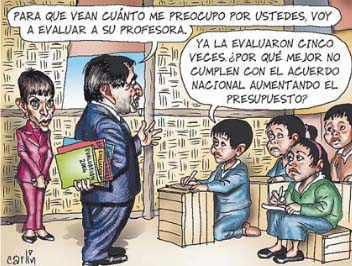 PARA QUE VEAN CUÁNTO ME PREOCUPO POR USTEDES, VOY
A EVALUAR A SU PROFESORA.
YA LA EVALUARON CINCO
VECES. ¿POR QUÉ MEJOR NO
CUMPLEN CON EL ACUERDO
NACIONAL AUMENTANDO EL
PRESUPUESTO?
carlin